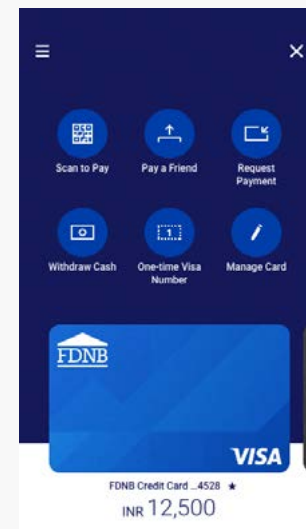 Scan to Pay
Pay a Friend
Request
Payment
1
Withdraw Cash
One-time Visa
Number
Manage Card
FDNB
VISA
FDNB Credit Card ...4528 ★
INR 12,500